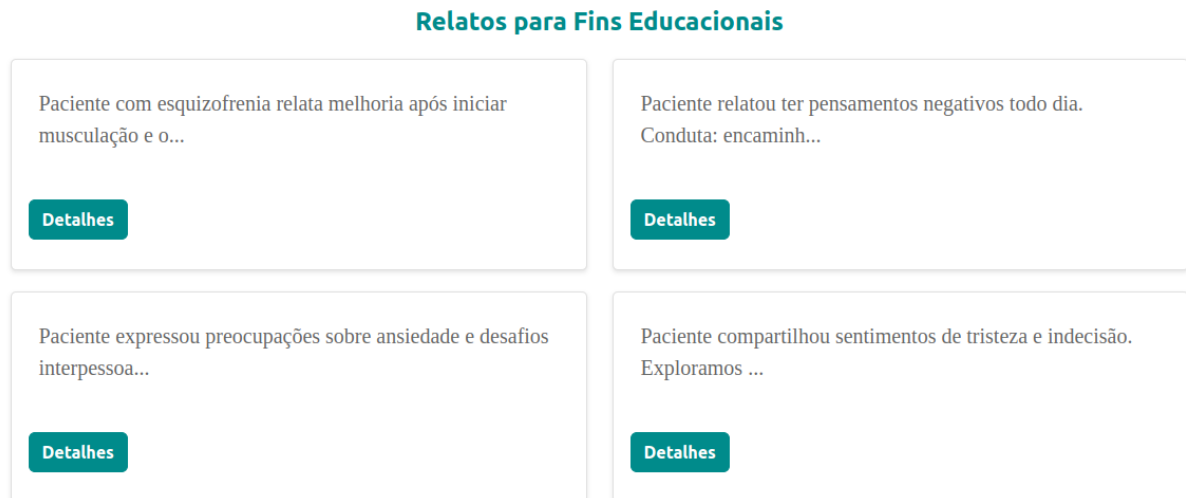 Relatos para Fins Educacionais
Paciente com esquizofrenia relata melhoria após iniciar
musculação e o...
Detalhes
Paciente relatou ter pensamentos negativos todo dia.
Conduta: encaminh...
Detalhes
Paciente expressou preocupações sobre ansiedade e desafios
interpessoa...
Detalhes
Paciente compartilhou sentimentos de tristeza e indecisão.
Exploramos ...
Detalhes